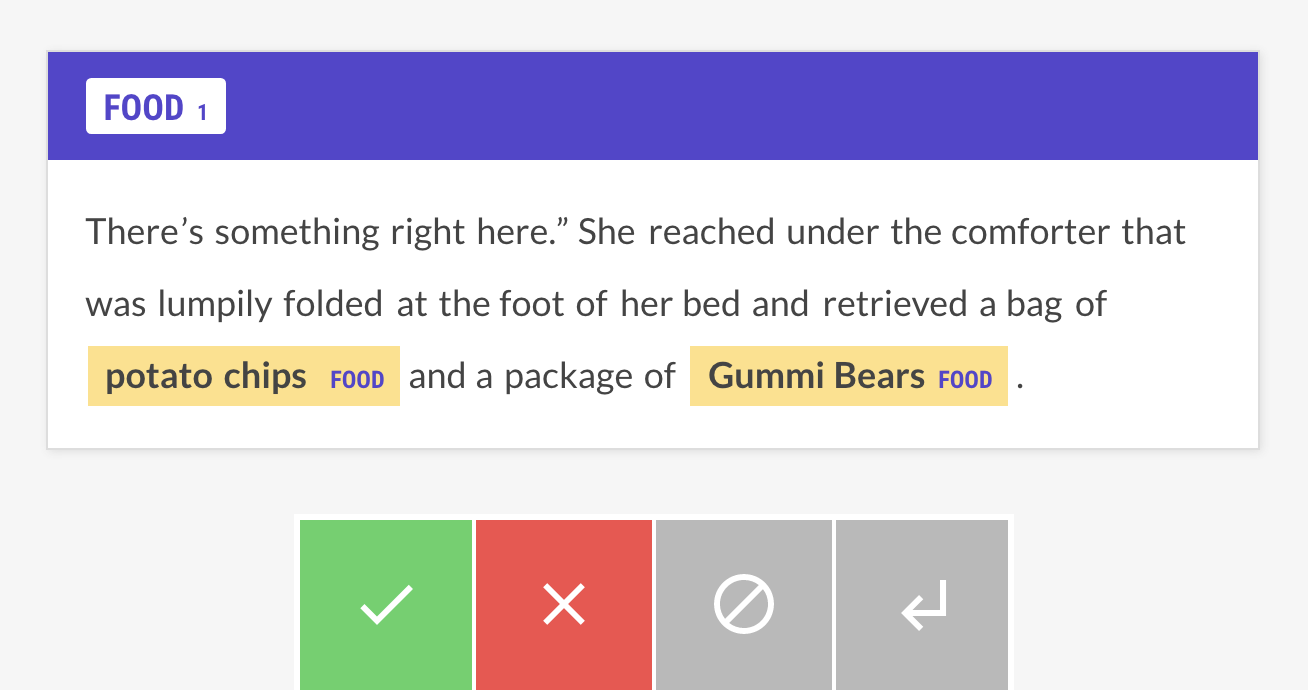 FOOD 1
There’s something right here.” She reached under the comforter that
was lumpily folded at the foot of her bed and retrieved a bag of
potato chips FOOD and a package of Gummi Bears FOOD .